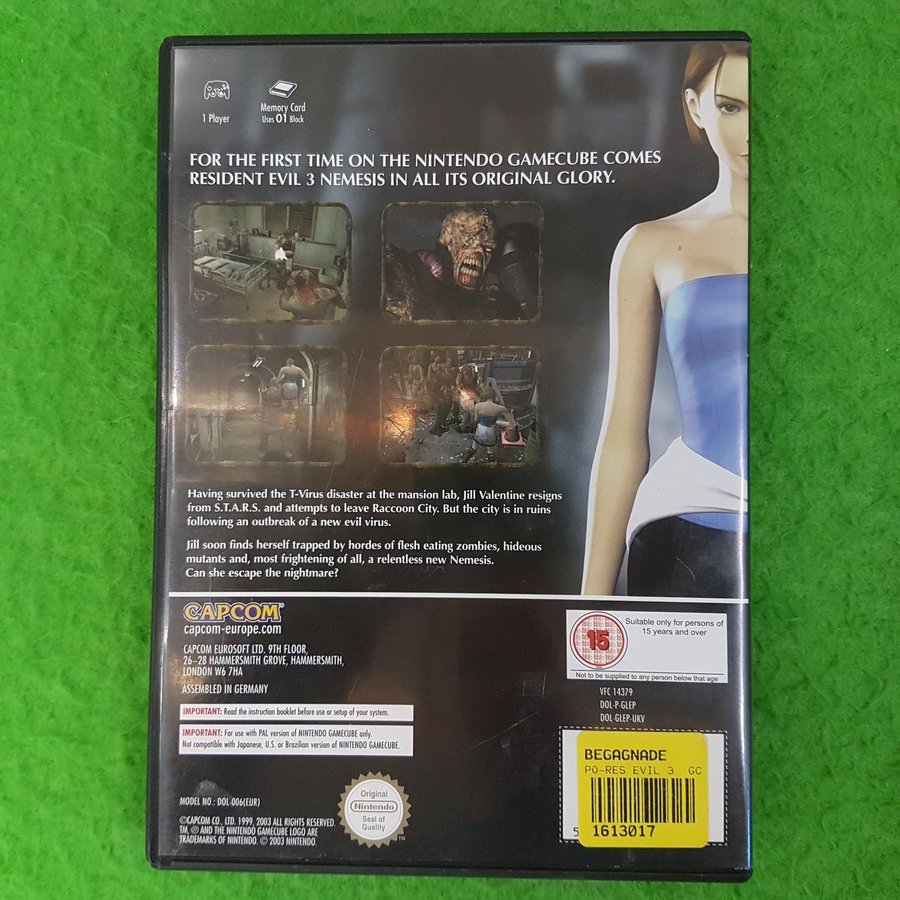 1 Player
Memory Card
Uses 01 Block
FOR THE FIRST TIME ON THE NINTENDO GAMECUBE COMES
RESIDENT EVIL 3 NEMESIS IN ALL ITS ORIGINAL GLORY.
Having survived the T-Virus disaster at the mansion lab, Jill Valentine resigns
from S.T.A.R.S. and attempts to leave Raccoon City. But the city is in ruins
following an outbreak of a new evil virus.
Jill soon finds herself trapped by hordes of flesh eating zombies, hideous
mutants and, most frightening of all, a relentless new Nemesis.
Can she escape the nightmare?
CAPCOM®
capcom-europe.com
CAPCOM EUROSOFT LTD. 9TH FLOOR,
26–28 HAMMERSMITH GROVE, HAMMERSMITH,
LONDON W6 7HA
ASSEMBLED IN GERMANY
IMPORTANT: Read the instruction booklet before use or setup of your system.
IMPORTANT: For use with PAL version of NINTENDO GAMECUBE only.
Not compatible with Japanese, U.S. or Brazilian version of NINTENDO GAMECUBE.
MODEL NO.: DOL-006(EUR)
©CAPCOM CO., LTD. 1999, 2003 ALL RIGHTS RESERVED.
TM, ® AND THE NINTENDO GAMECUBE LOGO ARE
TRADEMARKS OF NINTENDO. © 2003 NINTENDO.
Original
Nintendo
Seal of
Quality
TM
15
Suitable only for persons of
15 years and over
Not to be supplied to any person below that age
VFC 14379
DOL-P-GLEP
DOL-GLEP-UKV
BEGAGNADE
PO-RES EVIL 3 GC
1613017
5